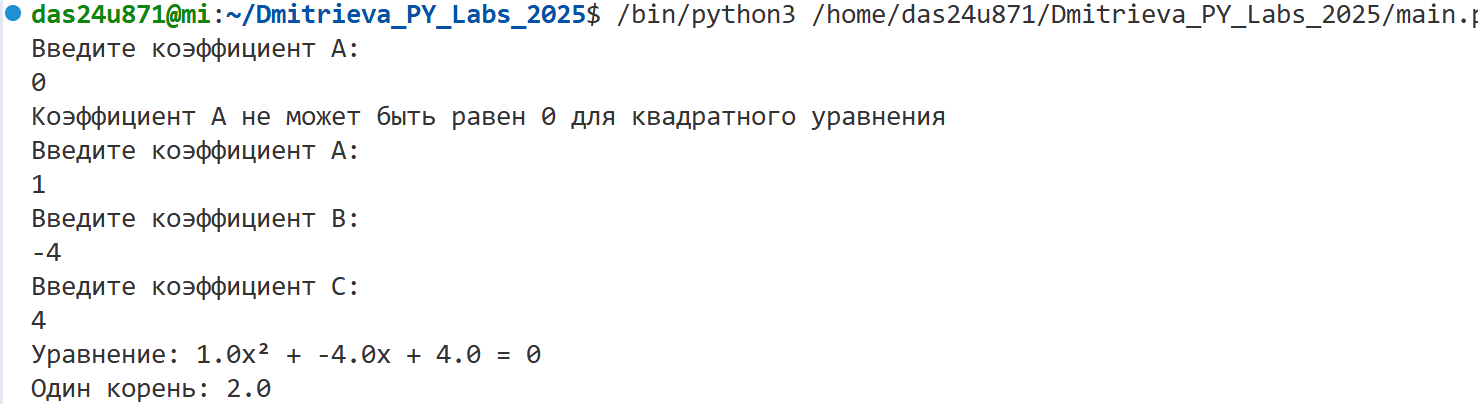 das24u871@mi:~/Dmitrieva_PY_Labs_2025$ /bin/python3 /home/das24u871/Dmitrieva_PY_Labs_2025/main.p
Введите коэффициент A:
0
Коэффициент A не может быть равен 0 для квадратного уравнения
Введите коэффициент A:
1
Введите коэффициент B:
-4
Введите коэффициент C:
4
Уравнение: 1.0x² + -4.0x + 4.0 = 0
Один корень: 2.0